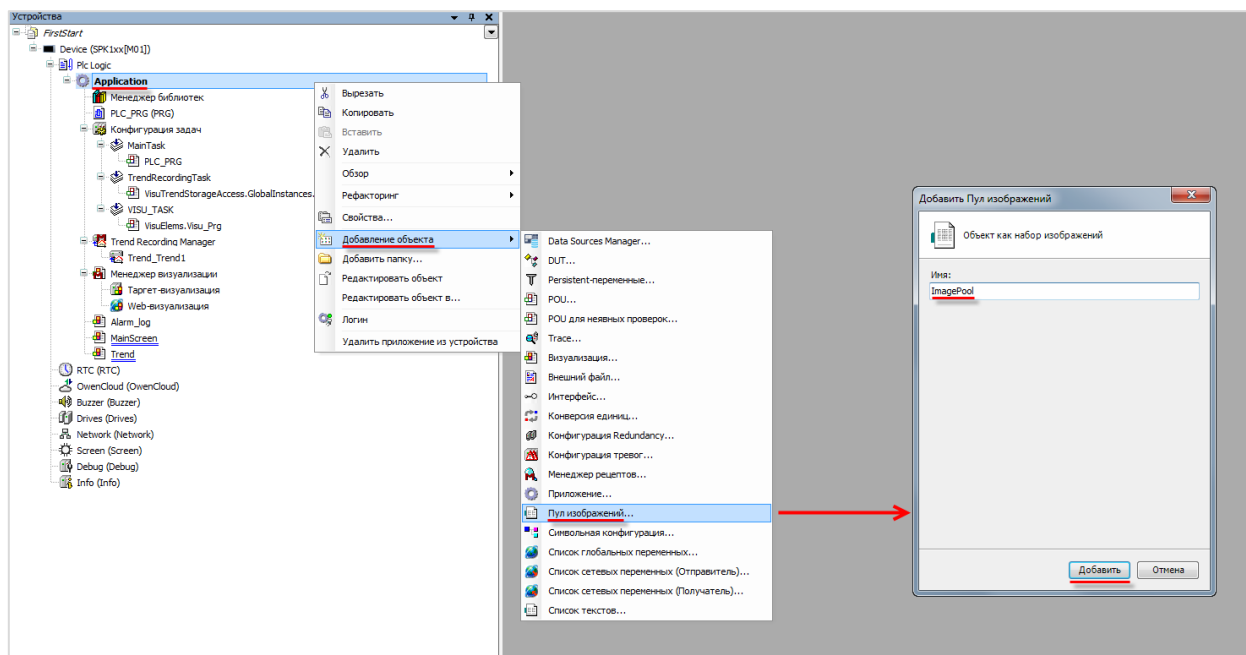 Устройства
FirstStart
Device (SPK1xx[M01])
Plc Logic
Application
Менеджер библиотек
PLC_PRG (PRG)
Конфигурация задач
MainTask
PLC_PRG
TrendRecordingTask
VisuTrendStorageAccess.GlobalInstances.
VISU_TASK
VisuElems.Visu_Prg
Trend Recording Manager
Trend_Trend1
Менеджер визуализации
Таргет-визуализация
Web-визуализация
Alarm_log
MainScreen
Trend
RTC (RTC)
OwenCloud (OwenCloud)
Buzzer (Buzzer)
Drives (Drives)
Network (Network)
Screen (Screen)
Debug (Debug)
Info (Info)
Вырезать
Копировать
Вставить
Удалить
Обзор
Рефакторинг
Свойства...
Добавление объекта
Добавить папку...
Редактировать объект
Редактировать объект в...
Логин
Удалить приложение из устройства
Data Sources Manager...
DUT...
Persistent-переменные...
POU...
POU для неявных проверок...
Trace...
Визуализация...
Внешний файл...
Интерфейс...
Конверсия единиц...
Конфигурация Redundancy...
Конфигурация тревог...
Менеджер рецептов...
Приложение...
Пул изображений...
Символьная конфигурация...
Список глобальных переменных...
Список сетевых переменных (Отправитель)...
Список сетевых переменных (Получатель)...
Список текстов...
Добавить Пул изображений
Объект как набор изображений
Имя:
ImagePool
Добавить
Отмена